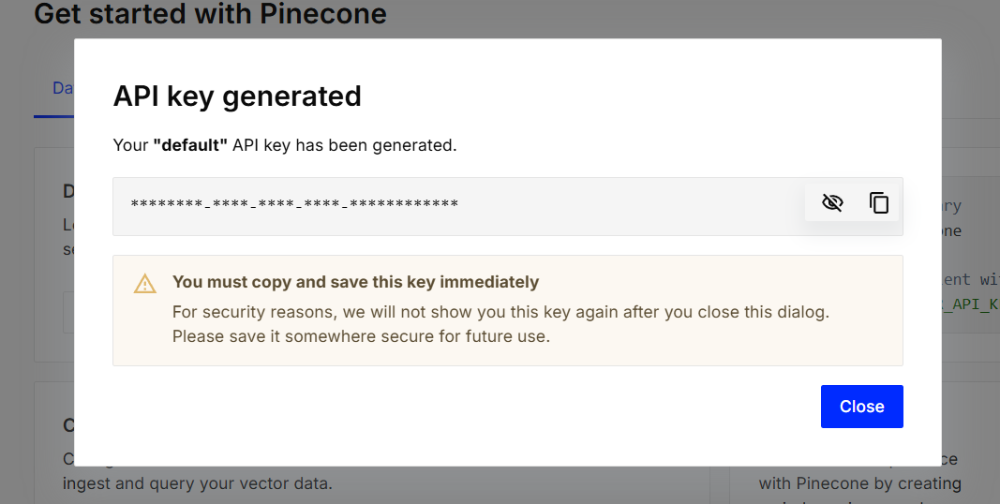 Get started with Pinecone
Da
API key generated
Your "default" API key has been generated.
********-****-****-****-************
You must copy and save this key immediately
For security reasons, we will not show you this key again after you close this dialog.
Please save it somewhere secure for future use.
Close
D
L
se
ry
ne
ent wi
_API_K
C
ce
ingest and query your vector data.
with Pinecone by creating